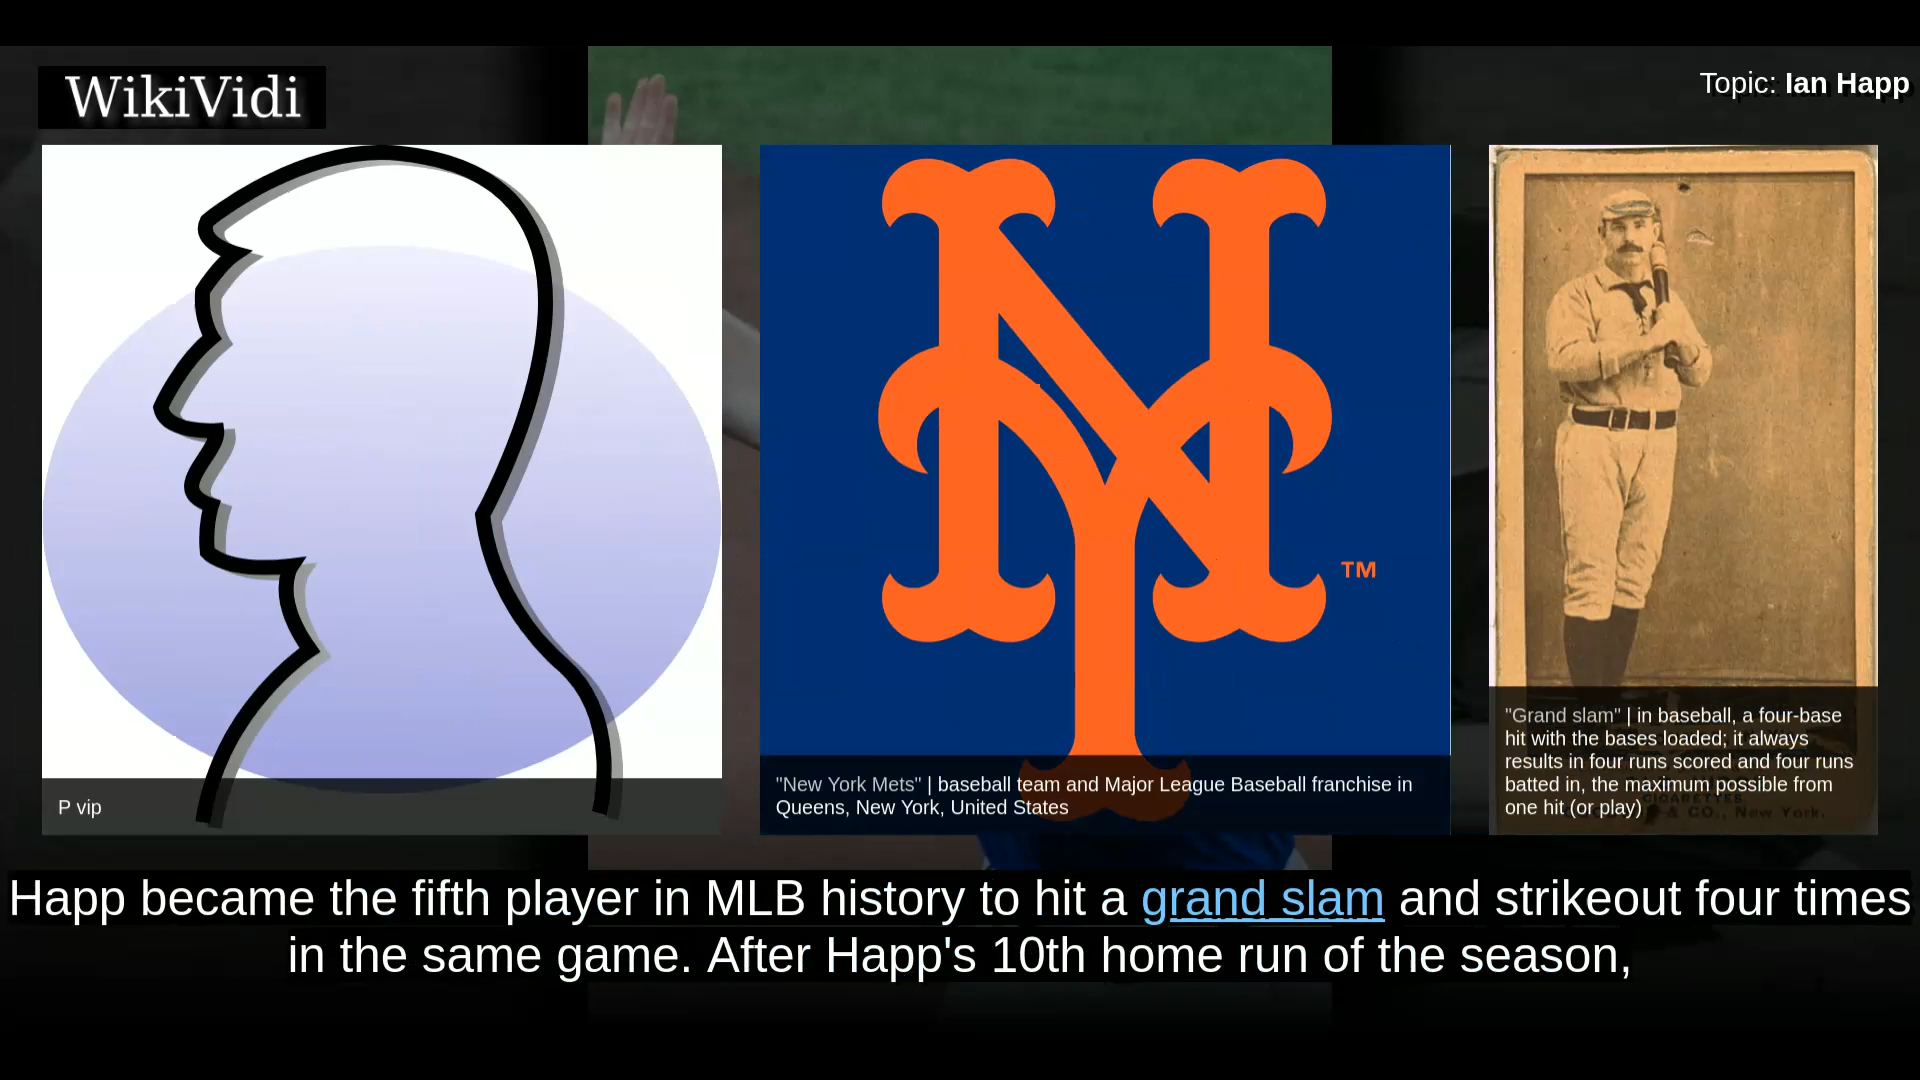 WikiVidi
Topic: Ian Happ
TM
P vip
"New York Mets" | baseball team and Major League Baseball franchise in
Queens, New York, United States
"Grand slam" | in baseball, a four-base
hit with the bases loaded; it always
results in four runs scored and four runs
batted in, the maximum possible from
one hit (or play)
& CO., New York.
Happ became the fifth player in MLB history to hit a grand slam and strikeout four times
in the same game. After Happ's 10th home run of the season,